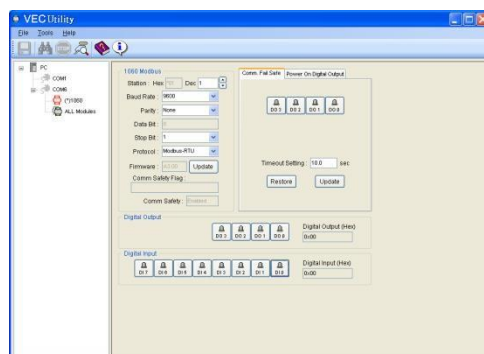 VEC Utility
File Tools Help
PC
COM1
COM6
(*)1060
ALL Modules
1060 Modbus
Station : Hex Dec 1
Baud Rate : 9600
Parity : None
Data Bit :
Stop Bit : 1
Protocol : Modbus-RTU
Firmware : Update
Comm Safety Flag :
Comm Safety : Enabled
Comm. Fail Safe Power On Digital Output
DO 3 DO 2 DO 1 DO 0
Timeout Setting : 10.0 sec
Restore Update
Digital Output
DO 3 DO 2 DO 1 DO 0
Digital Output (Hex)
0x00
Digital Input
DI 7 DI 6 DI 5 DI 4 DI 3 DI 2 DI 1 DI 0
Digital Input (Hex)
0x00